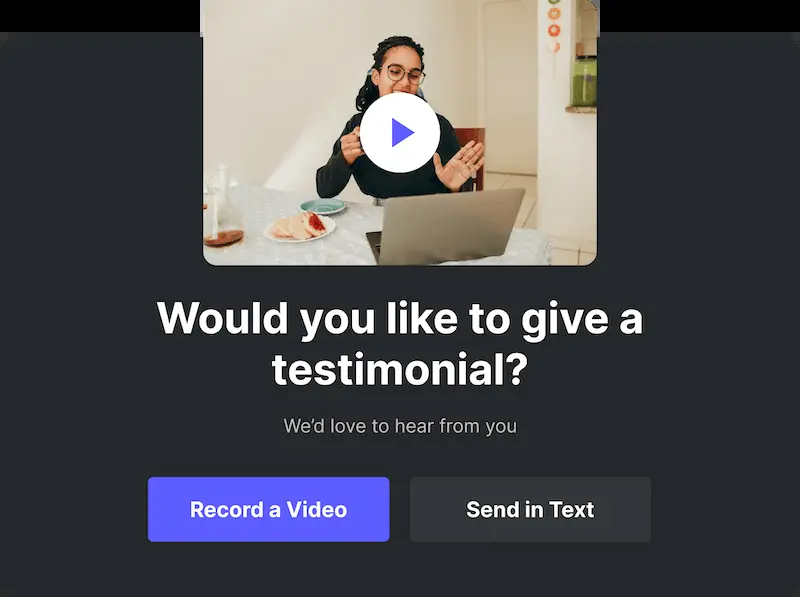 Would you like to give a
testimonial?
We'd love to hear from you
Record a Video
Send in Text